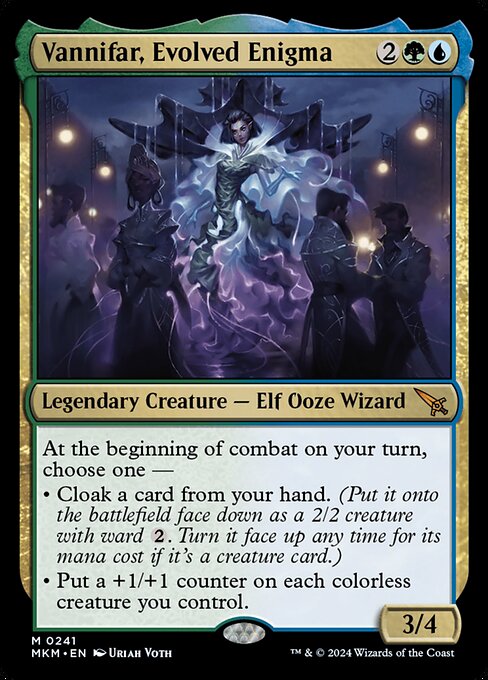 Vannifar, Evolved Enigma 2
Legendary Creature — Elf Ooze Wizard
At the beginning of combat on your turn,
choose one —
• Cloak a card from your hand. (Put it onto
the battlefield face down as a 2/2 creature
with ward 2. Turn it face up any time for its
mana cost if it's a creature card.)
• Put a +1/+1 counter on each colorless
creature you control.
3/4
M 0241
MKM • EN Uriah Voth
™ & © 2024 Wizards of the Coast